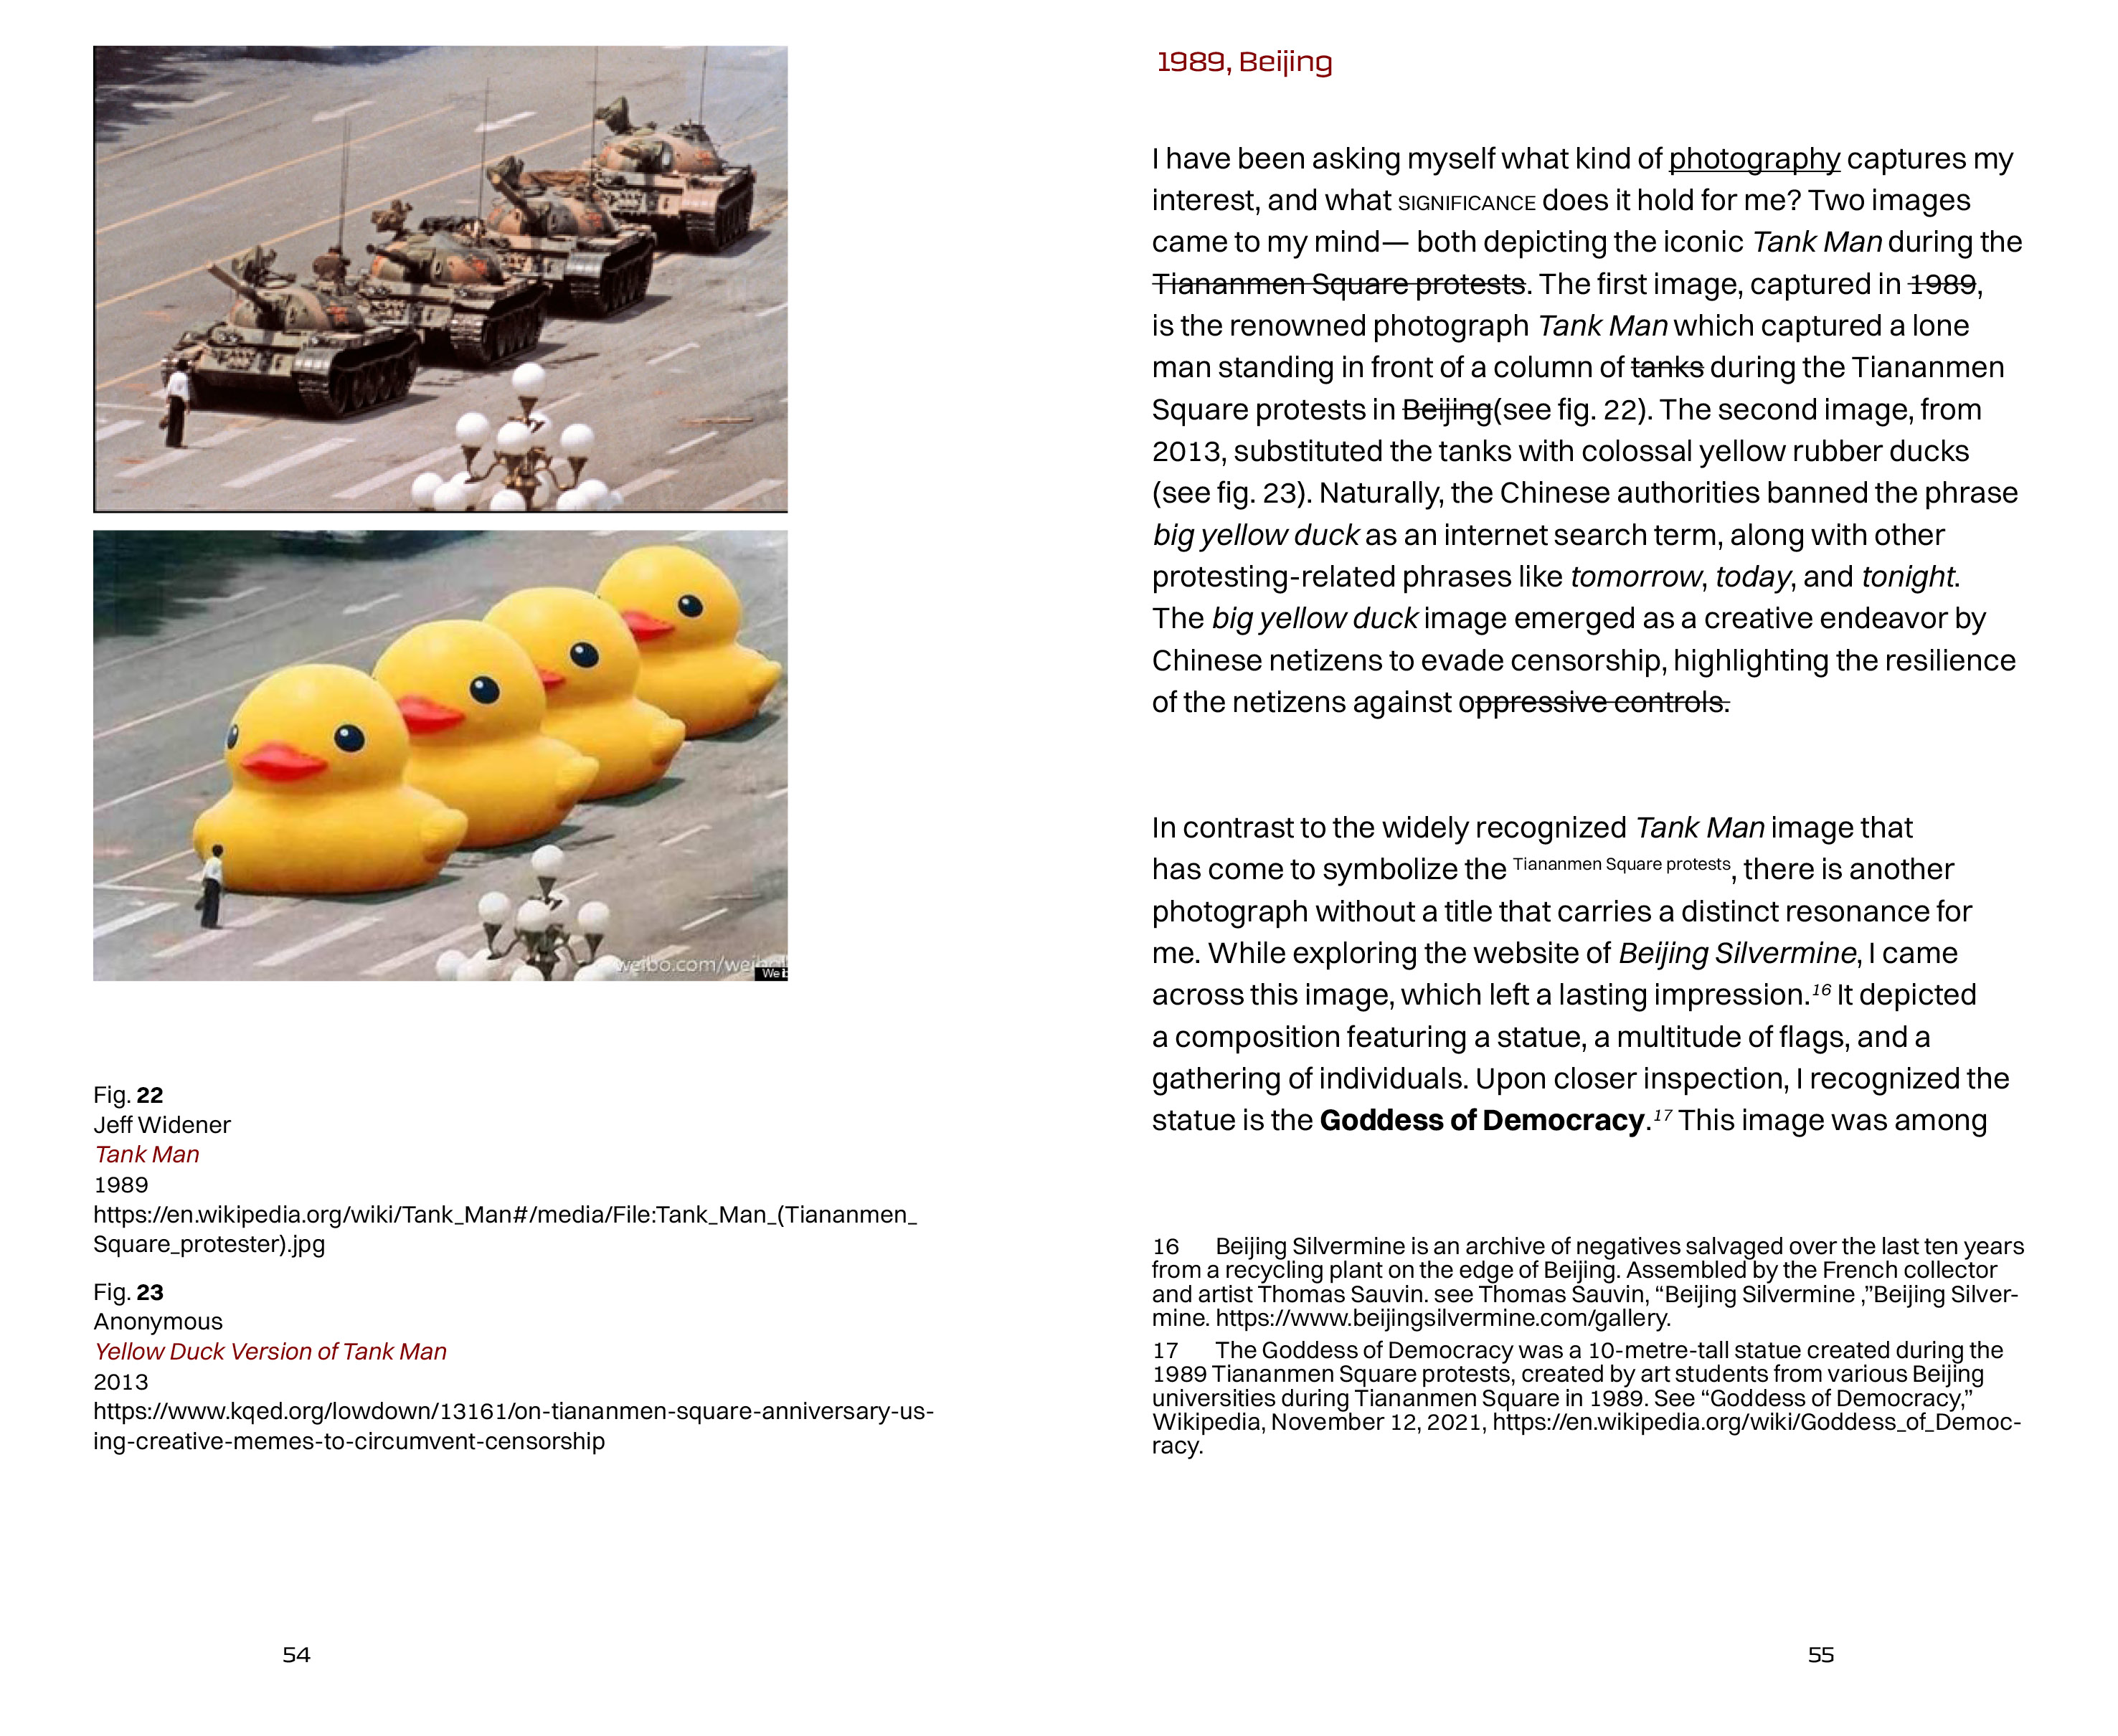 weibo.com/weibo
Wei
Fig. 22
Jeff Widener
Tank Man
1989
https://en.wikipedia.org/wiki/Tank_Man#/media/File:Tank_Man_(Tiananmen_
Square_protester).jpg
Fig. 23
Anonymous
Yellow Duck Version of Tank Man
2013
https://www.kqed.org/lowdown/13161/on-tiananmen-square-anniversary-us-
ing-creative-memes-to-circumvent-censorship
54
1989, Beijing
I have been asking myself what kind of photography captures my
interest, and what SIGNIFICANCE does it hold for me? Two images
came to my mind— both depicting the iconic Tank Man during the
Tiananmen Square protests. The first image, captured in 1989,
is the renowned photograph Tank Man which captured a lone
man standing in front of a column of tanks during the Tiananmen
Square protests in Beijing(see fig. 22). The second image, from
2013, substituted the tanks with colossal yellow rubber ducks
(see fig. 23). Naturally, the Chinese authorities banned the phrase
big yellow duck as an internet search term, along with other
protesting-related phrases like tomorrow, today, and tonight.
The big yellow duck image emerged as a creative endeavor by
Chinese netizens to evade censorship, highlighting the resilience
of the netizens against oppressive controls.
In contrast to the widely recognized Tank Man image that
has come to symbolize the Tiananmen Square protests, there is another
photograph without a title that carries a distinct resonance for
me. While exploring the website of Beijing Silvermine, I came
across this image, which left a lasting impression.16 It depicted
a composition featuring a statue, a multitude of flags, and a
gathering of individuals. Upon closer inspection, I recognized the
statue is the Goddess of Democracy.17 This image was among
16 Beijing Silvermine is an archive of negatives salvaged over the last ten years
from a recycling plant on the edge of Beijing. Assembled by the French collector
and artist Thomas Sauvin. see Thomas Sauvin, “Beijing Silvermine ,”Beijing Silver-
mine. https://www.beijingsilvermine.com/gallery.
17 The Goddess of Democracy was a 10-metre-tall statue created during the
1989 Tiananmen Square protests, created by art students from various Beijing
universities during Tiananmen Square in 1989. See “Goddess of Democracy,”
Wikipedia, November 12, 2021, https://en.wikipedia.org/wiki/Goddess_of_Democ-
racy.
55